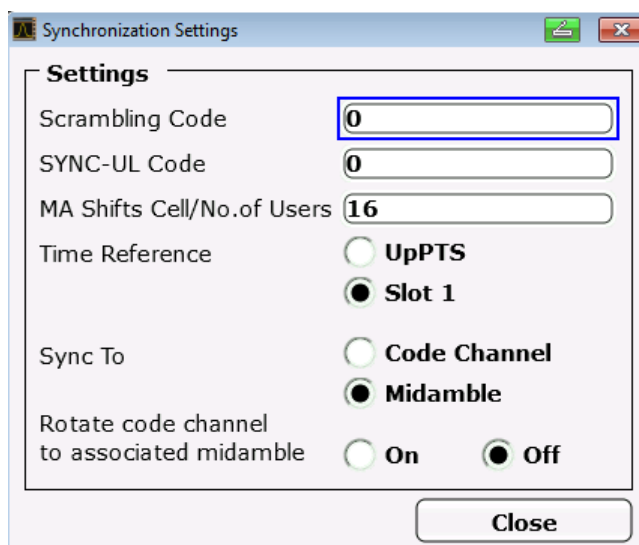 Synchronization Settings
Settings
Scrambling Code 0
SYNC-UL Code 0
MA Shifts Cell/No.of Users 16
Time Reference UpPTS
Slot 1
Sync To Code Channel
Midamble
Rotate code channel
to associated midamble On Off
Close